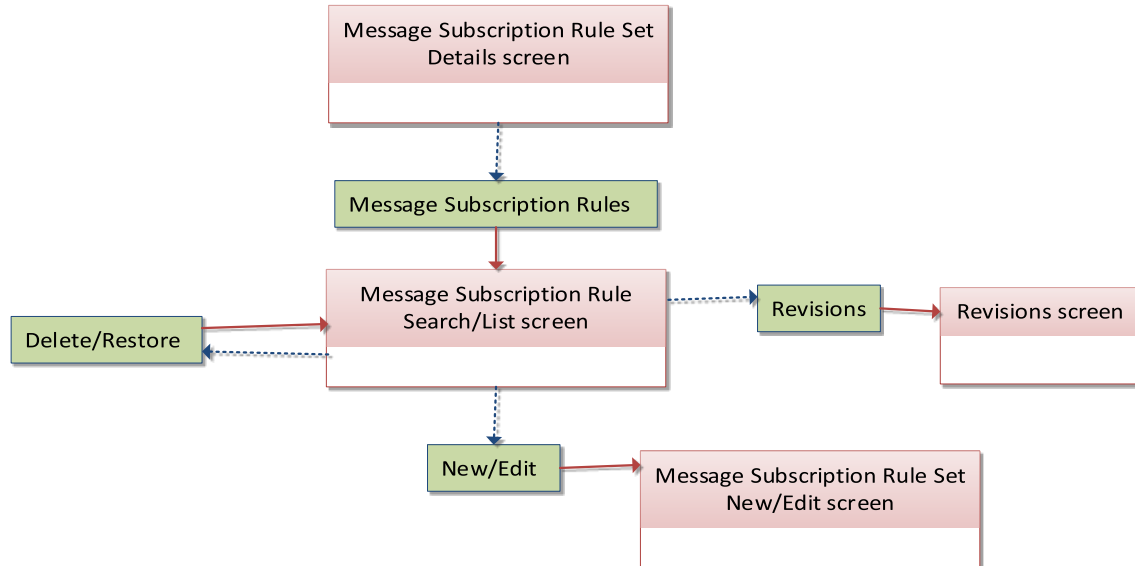 Message Subscription Rule Set
Details screen
Message Subscription Rules
Message Subscription Rule
Search/List screen
Revisions
Revisions screen
Delete/Restore
New/Edit
Message Subscription Rule Set
New/Edit screen